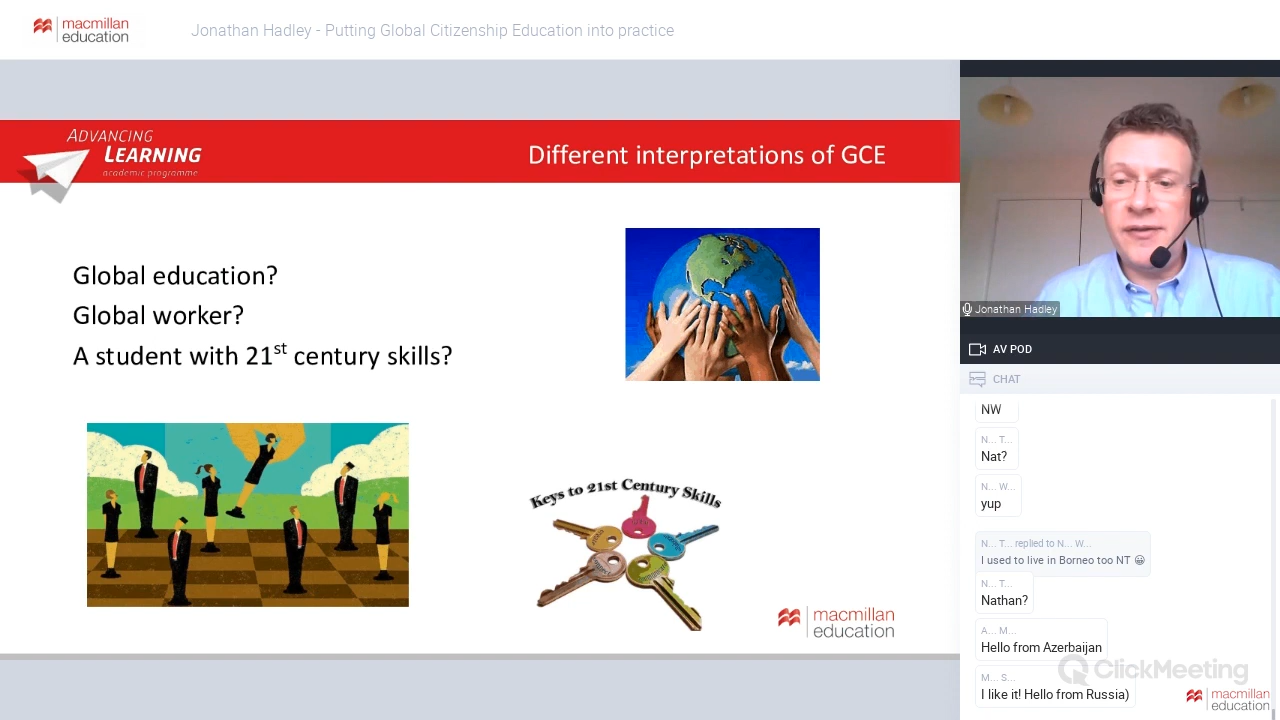 macmillan
education
Jonathan Hadley - Putting Global Citizenship Education into practice
ADVANCING
LEARNING
academic programme
Different interpretations of GCE
Global education?
Global worker?
A student with 21st century skills?
Keys to 21st Century Skills
macmillan
education
Jonathan Hadley
AV POD
CHAT
NW
N... T...
Nat?
N... W...
yup
N... T... replied to N... W...
I used to live in Borneo too NT 😀
N... T...
Nathan?
A... M...
Hello from Azerbaijan
M... S...
I like it! Hello from Russia)
ClickMeeting
macmillan
education